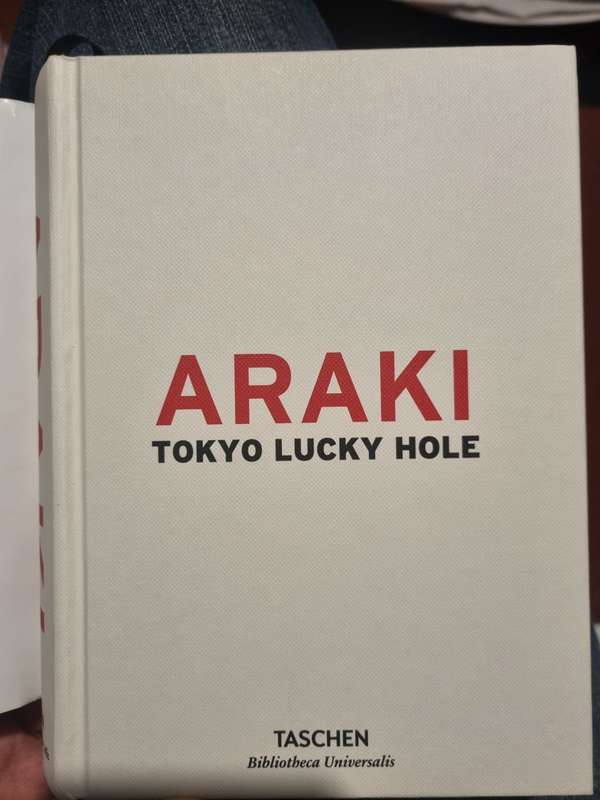 ARAKI
TOKYO LUCKY HOLE
TASCHEN
Bibliotheca Universalis